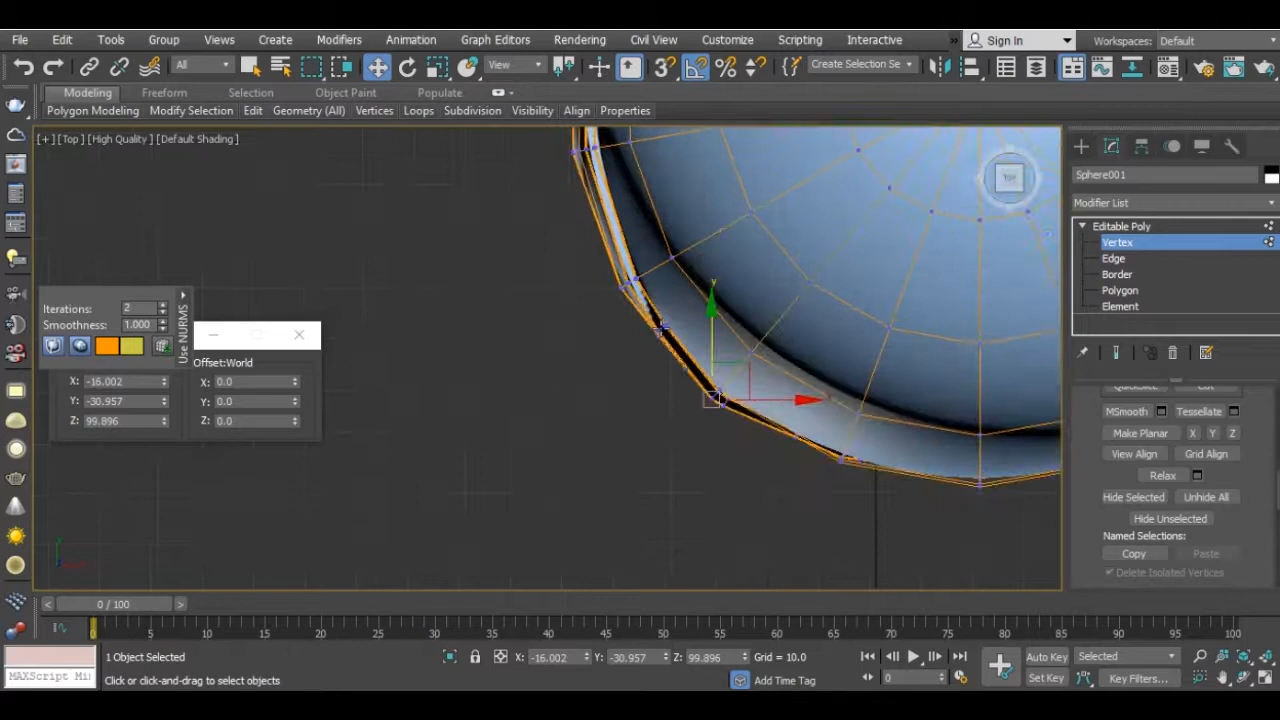 File Edit Tools Group Views Create Modifiers Animation Graph Editors Rendering Civil View Customize Scripting Interactive » Sign In Workspaces: Default
All View 3 Create Selection Se
Modeling Freeform Selection Object Paint Populate
Polygon Modeling Modify Selection Edit Geometry (All) Vertices Loops Subdivision Visibility Align Properties
[+] [Top] [High Quality] [Default Shading]
TOP
Sphere001
Modifier List
Editable Poly
Vertex
Edge
Border
Polygon
Element
Iterations: 2
Smoothness: 1.000
Use NURMS
Offset:World
X: -16.002 X: 0.0
Y: -30.957 Y: 0.0
Z: 99.896 Z: 0.0
y
QuickSlice Cut
MSmooth Tessellate
Make Planar X Y Z
View Align Grid Align
Relax
Hide Selected Unhide All
Hide Unselected
Named Selections:
Copy Paste
Delete Isolated Vertices
< 0 / 100 >
0 5 10 15 20 25 30 35 40 45 50 55 60 65 70 75 80 85 90 95 100
1 Object Selected X: -16.002 Y: -30.957 Z: 99.896 Grid = 10.0 Auto Key Selected
MAXScript Mi Click or click-and-drag to select objects Add Time Tag 0 Set Key Key Filters...